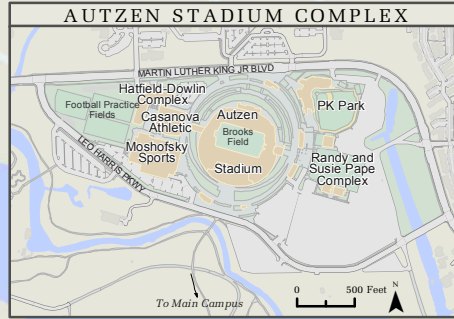 AUTZEN STADIUM COMPLEX
MARTIN LUTHER KING JR BLVD
Hatfield-Dowlin
Complex
Football Practice
Fields
Casanova
Athletic
Autzen
PK Park
Brooks
Field
Moshofsky
Sports
Stadium
Randy and
Susie Pape
Complex
LEO HARRIS PKWY
To Main Campus
0 500 Feet
N